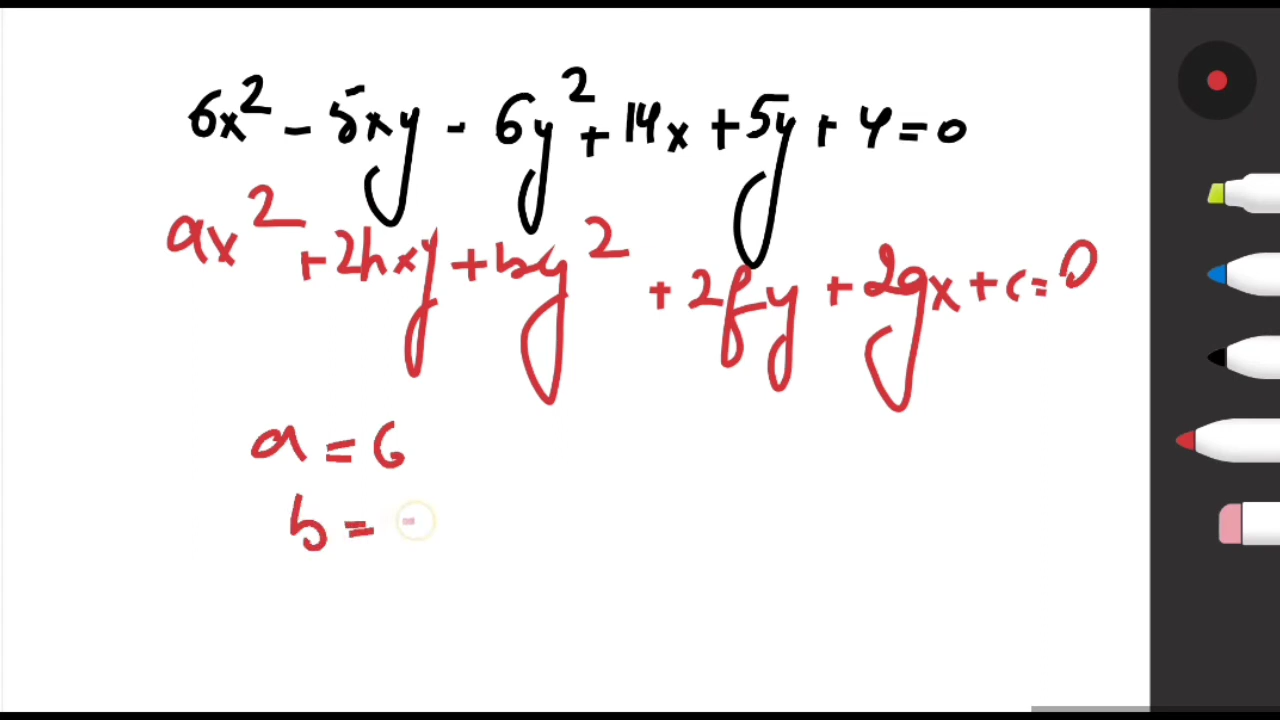 6x² - 5xy - 6y² + 14x + 5y + 4 = 0
ax² + 2hxy + by² + 2fy + 2gx + c = 0
a = 6
b = -